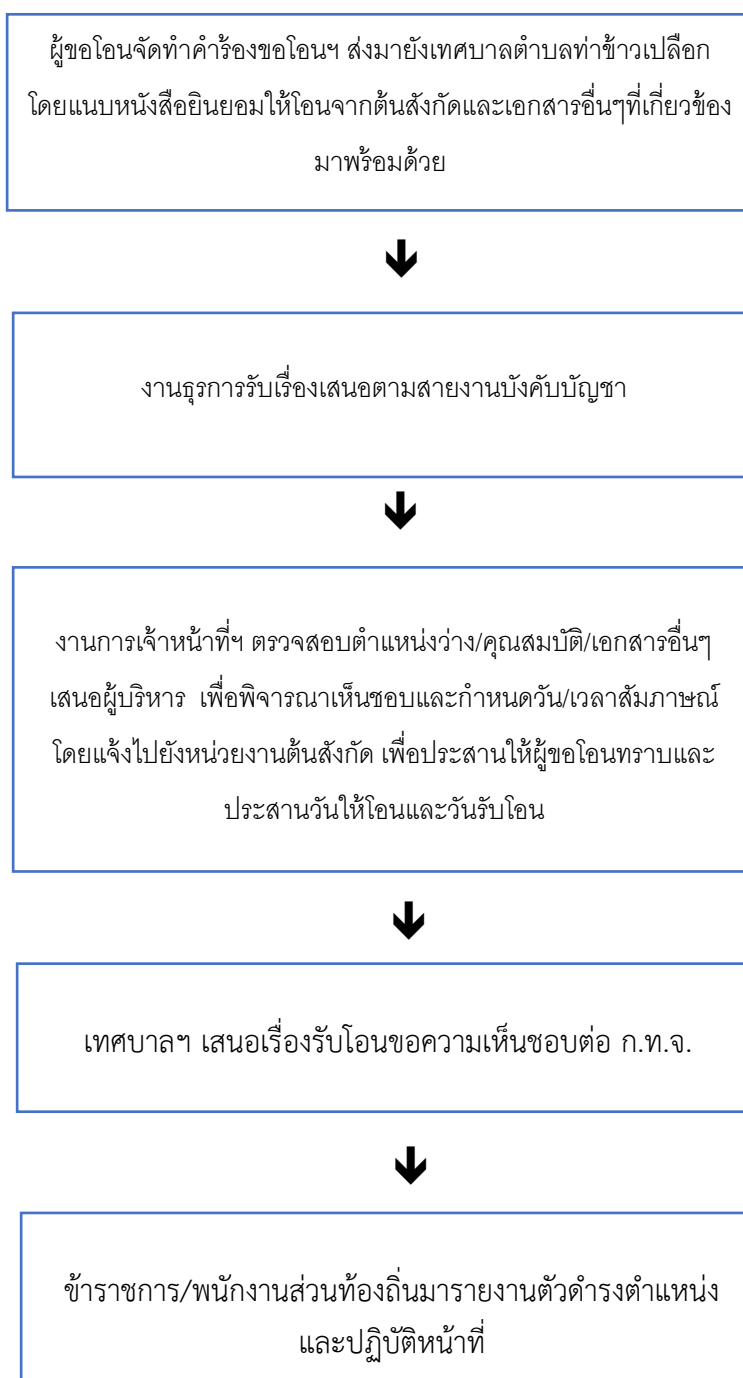 ผู้ขอโอนจัดทำคำร้องขอโอนฯ ส่งมายังเทศบาลตำบลท่าข้าวเปลือก
โดยแนบหนังสือยินยอมให้โอนจากต้นสังกัดและเอกสารอื่นๆที่เกี่ยวข้อง
มาพร้อมด้วย
งานธุรการรับเรื่องเสนอตามสายงานบังคับบัญชา
งานการเจ้าหน้าที่ฯ ตรวจสอบตำแหน่งว่าง/คุณสมบัติ/เอกสารอื่นๆ
เสนอผู้บริหาร เพื่อพิจารณาเห็นชอบและกำหนดวัน/เวลาสัมภาษณ์
โดยแจ้งไปยังหน่วยงานต้นสังกัด เพื่อประสานให้ผู้ขอโอนทราบและ
ประสานวันให้โอนและวันรับโอน
เทศบาลฯ เสนอเรื่องรับโอนขอความเห็นชอบต่อ ก.ท.จ.
ข้าราชการ/พนักงานส่วนท้องถิ่นมารายงานตัวดำรงตำแหน่ง
และปฏิบัติหน้าที่